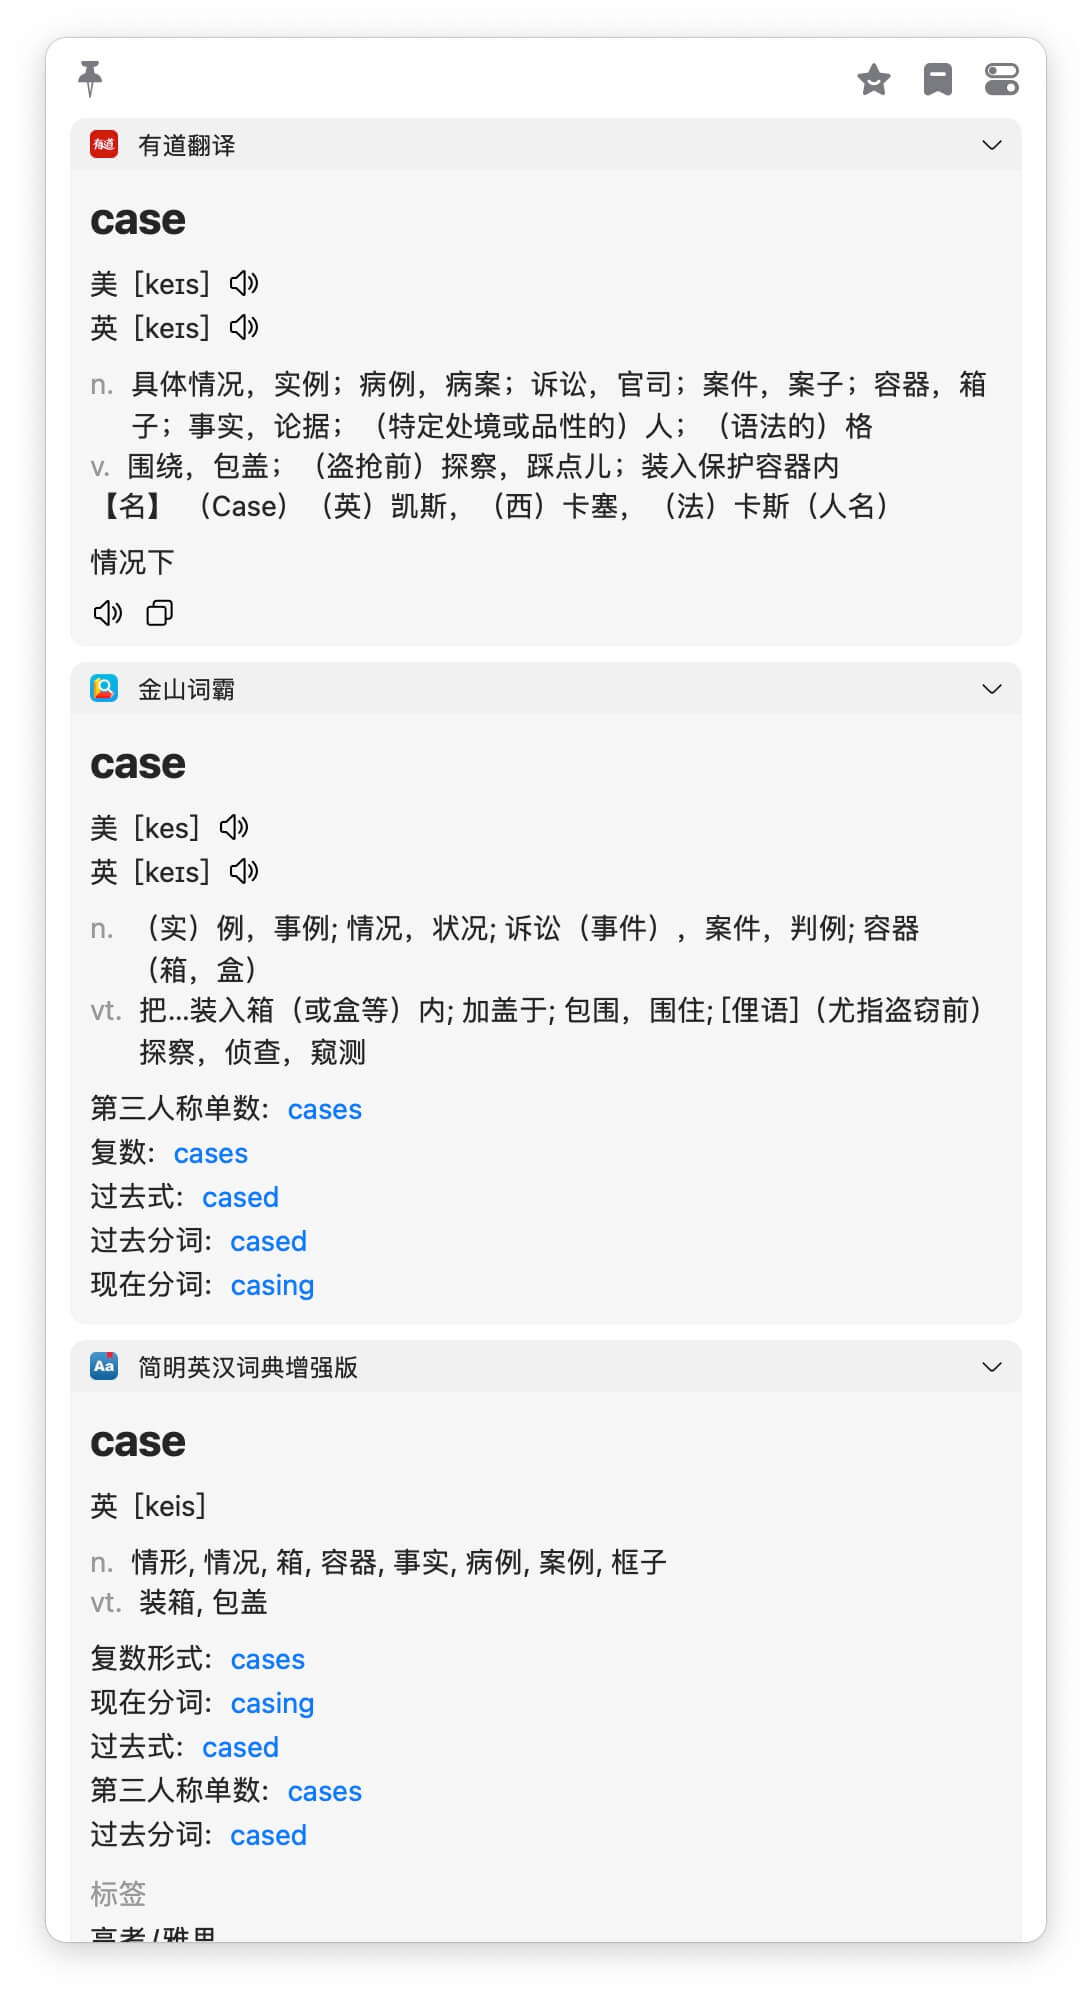 有道 有道翻译
case
美 [keɪs]
英 [keɪs]
n. 具体情况，实例；病例，病案；诉讼，官司；案件，案子；容器，箱
子；事实，论据；（特定处境或品性的）人；（语法的）格
v. 围绕，包盖；（盗抢前）探察，踩点儿；装入保护容器内
【名】（Case）（英）凯斯，（西）卡塞，（法）卡斯（人名）
情况下
金山词霸
case
美 [kes]
英 [keɪs]
n. （实）例，事例; 情况，状况; 诉讼（事件），案件，判例; 容器
（箱，盒）
vt. 把...装入箱（或盒等）内; 加盖于; 包围，围住; [俚语]（尤指盗窃前）
探察，侦查，窥测
第三人称单数: cases
复数: cases
过去式: cased
过去分词: cased
现在分词: casing
Aa 简明英汉词典增强版
case
英 [keis]
n. 情形, 情况, 箱, 容器, 事实, 病例, 案例, 框子
vt. 装箱, 包盖
复数形式: cases
现在分词: casing
过去式: cased
第三人称单数: cases
过去分词: cased
标签
高考/雅思